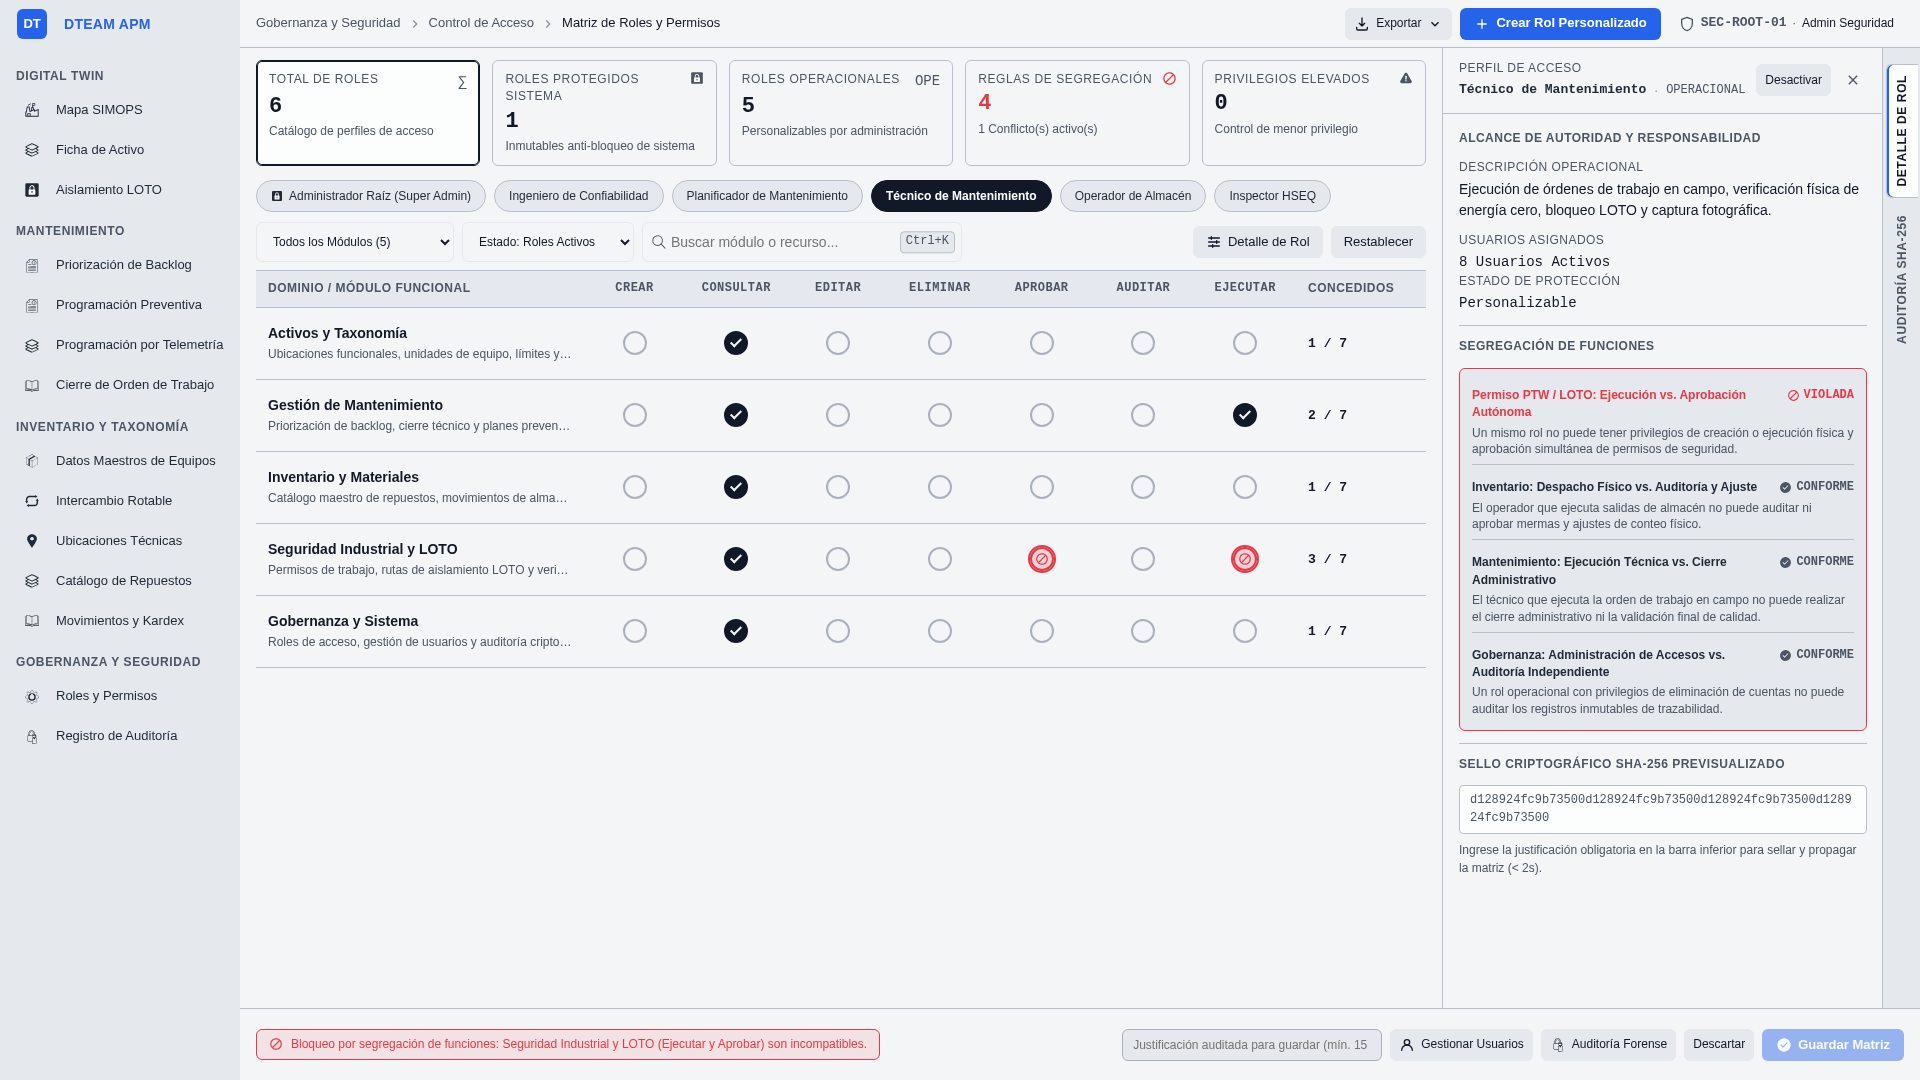 DT DTEAM APM
DIGITAL TWIN
Mapa SIMOPS
Ficha de Activo
Aislamiento LOTO
MANTENIMIENTO
Priorización de Backlog
Programación Preventiva
Programación por Telemetría
Cierre de Orden de Trabajo
INVENTARIO Y TAXONOMÍA
Datos Maestros de Equipos
Intercambio Rotable
Ubicaciones Técnicas
Catálogo de Repuestos
Movimientos y Kardex
GOBERNANZA Y SEGURIDAD
Roles y Permisos
Registro de Auditoría
Gobernanza y Seguridad > Control de Acceso > Matriz de Roles y Permisos
Exportar
+ Crear Rol Personalizado
SEC-ROOT-01 · Admin Seguridad
TOTAL DE ROLES ∑
6
Catálogo de perfiles de acceso
ROLES PROTEGIDOS
SISTEMA
1
Inmutables anti-bloqueo de sistema
ROLES OPERACIONALES OPE
5
Personalizables por administración
REGLAS DE SEGREGACIÓN
4
1 Conflicto(s) activo(s)
PRIVILEGIOS ELEVADOS
0
Control de menor privilegio
Administrador Raíz (Super Admin)
Ingeniero de Confiabilidad
Planificador de Mantenimiento
Técnico de Mantenimiento
Operador de Almacén
Inspector HSEQ
Todos los Módulos (5)
Estado: Roles Activos
Buscar módulo o recurso... Ctrl+K
Detalle de Rol
Restablecer
DOMINIO / MÓDULO FUNCIONAL CREAR CONSULTAR EDITAR ELIMINAR APROBAR AUDITAR EJECUTAR CONCEDIDOS
Activos y Taxonomía
Ubicaciones funcionales, unidades de equipo, límites y…
1 / 7
Gestión de Mantenimiento
Priorización de backlog, cierre técnico y planes preven…
2 / 7
Inventario y Materiales
Catálogo maestro de repuestos, movimientos de alma…
1 / 7
Seguridad Industrial y LOTO
Permisos de trabajo, rutas de aislamiento LOTO y veri…
3 / 7
Gobernanza y Sistema
Roles de acceso, gestión de usuarios y auditoría cripto…
1 / 7
PERFIL DE ACCESO
Técnico de Mantenimiento · OPERACIONAL
Desactivar
ALCANCE DE AUTORIDAD Y RESPONSABILIDAD
DESCRIPCIÓN OPERACIONAL
Ejecución de órdenes de trabajo en campo, verificación física de
energía cero, bloqueo LOTO y captura fotográfica.
USUARIOS ASIGNADOS
8 Usuarios Activos
ESTADO DE PROTECCIÓN
Personalizable
SEGREGACIÓN DE FUNCIONES
Permiso PTW / LOTO: Ejecución vs. Aprobación
Autónoma
VIOLADA
Un mismo rol no puede tener privilegios de creación o ejecución física y
aprobación simultánea de permisos de seguridad.
Inventario: Despacho Físico vs. Auditoría y Ajuste
CONFORME
El operador que ejecuta salidas de almacén no puede auditar ni
aprobar mermas y ajustes de conteo físico.
Mantenimiento: Ejecución Técnica vs. Cierre
Administrativo
CONFORME
El técnico que ejecuta la orden de trabajo en campo no puede realizar
el cierre administrativo ni la validación final de calidad.
Gobernanza: Administración de Accesos vs.
Auditoría Independiente
CONFORME
Un rol operacional con privilegios de eliminación de cuentas no puede
auditar los registros inmutables de trazabilidad.
SELLO CRIPTOGRÁFICO SHA-256 PREVISUALIZADO
d128924fc9b73500d128924fc9b73500d128924fc9b73500d1289
24fc9b73500
Ingrese la justificación obligatoria en la barra inferior para sellar y propagar
la matriz (< 2s).
DETALLE DE ROL
AUDITORÍA SHA-256
Bloqueo por segregación de funciones: Seguridad Industrial y LOTO (Ejecutar y Aprobar) son incompatibles.
Justificación auditada para guardar (mín. 15
Gestionar Usuarios
Auditoría Forense
Descartar
Guardar Matriz